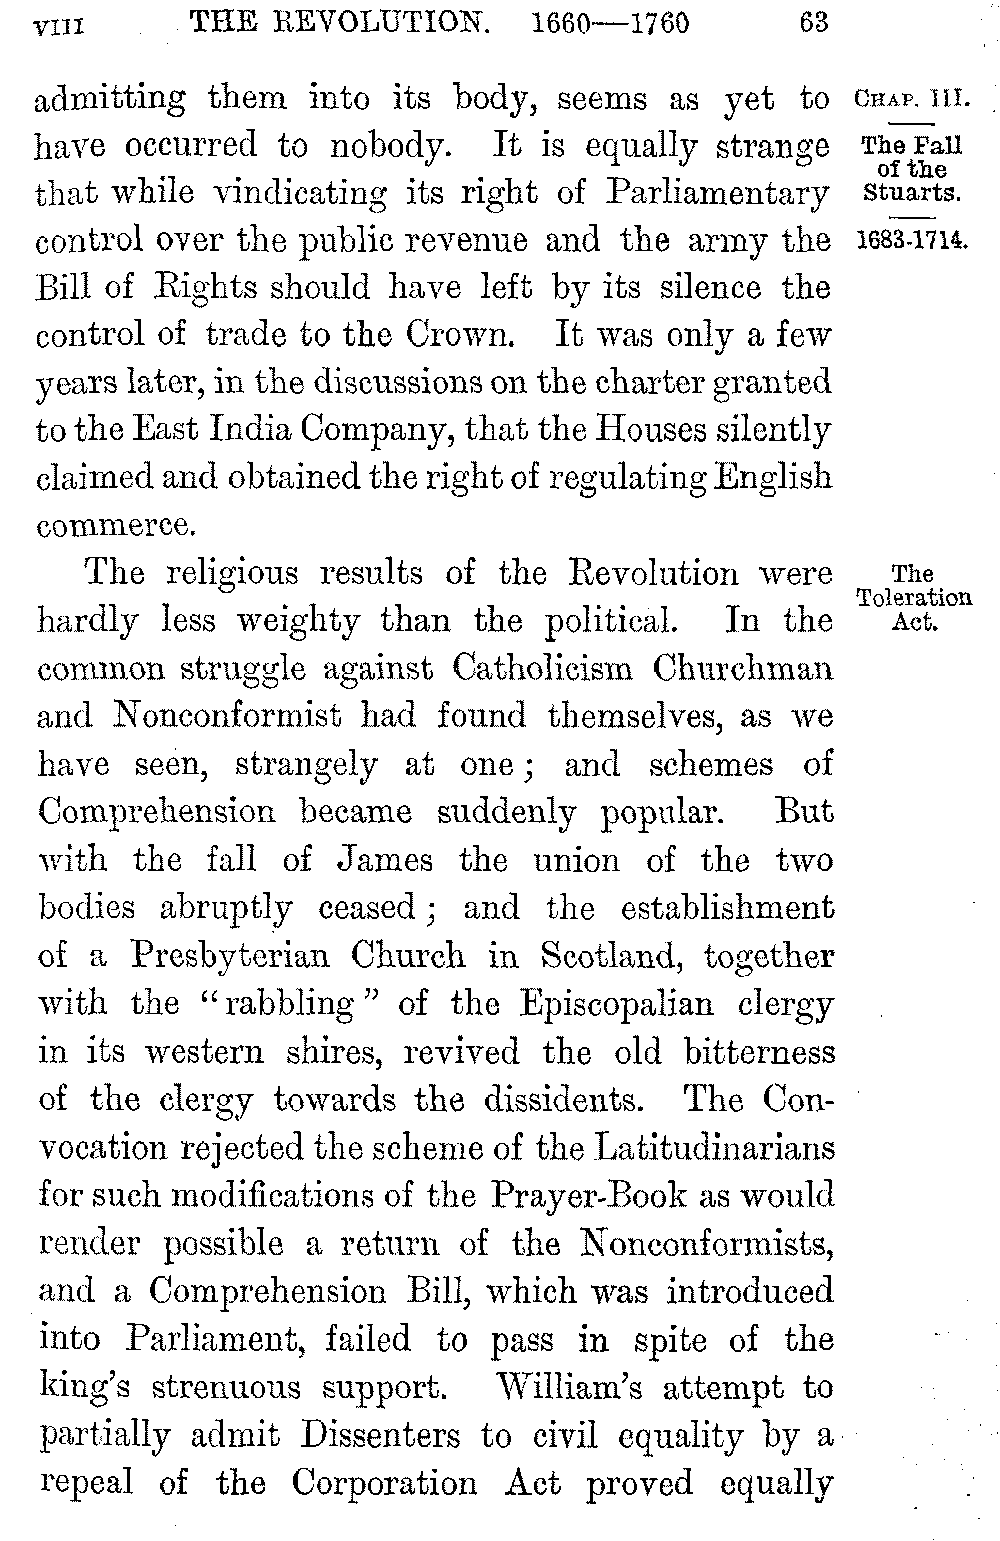 VIII THE REVOLUTION. 1660—1760 63
admitting them into its body, seems as yet to
have occurred to nobody. It is equally strange
that while vindicating its right of Parliamentary
control over the public revenue and the army the
Bill of Rights should have left by its silence the
control of trade to the Crown. It was only a few
years later, in the discussions on the charter granted
to the East India Company, that the Houses silently
claimed and obtained the right of regulating English
commerce.
CHAP. III.
The Fall
of the
Stuarts.
1683-1714.
The religious results of the Revolution were
hardly less weighty than the political. In the
common struggle against Catholicism Churchman
and Nonconformist had found themselves, as we
have seen, strangely at one; and schemes of
Comprehension became suddenly popular. But
with the fall of James the union of the two
bodies abruptly ceased; and the establishment
of a Presbyterian Church in Scotland, together
with the "rabbling" of the Episcopalian clergy
in its western shires, revived the old bitterness
of the clergy towards the dissidents. The Con-
vocation rejected the scheme of the Latitudinarians
for such modifications of the Prayer-Book as would
render possible a return of the Nonconformists,
and a Comprehension Bill, which was introduced
into Parliament, failed to pass in spite of the
king's strenuous support. William's attempt to
partially admit Dissenters to civil equality by a
repeal of the Corporation Act proved equally
The
Toleration
Act.